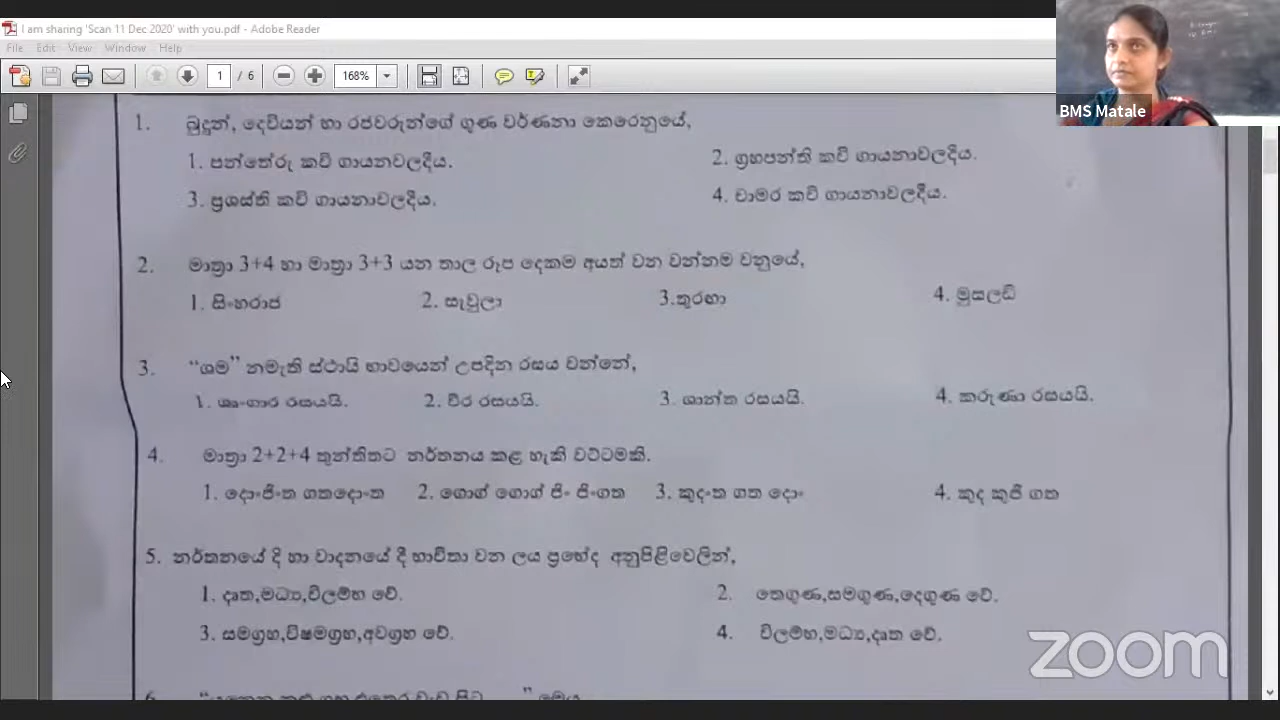 I am sharing 'Scan 11 Dec 2020' with you.pdf - Adobe Reader
File Edit View Window Help
1 / 6 168%
BMS Matale
1. බුදුන්, දෙවියන් හා රජවරුන්ගේ ගුණ වර්ණනා කෙරෙනුයේ,
1. පන්තේරු කවි ගායනවලදීය. 2. ග්‍රහපන්ති කවි ගායනාවලදීය.
3. ප්‍රශස්ති කවි ගායනාවලදීය. 4. චාමර කවි ගායනාවලදීය.
2. මාත්‍රා 3+4 හා මාත්‍රා 3+3 යන තාල රූප දෙකම අයත් වන වන්නම වනුයේ,
1. සිංහරාජ 2. සැවුලා 3.තුරඟා 4. මුසලඩි
3. "ශම" නමැති ස්ථායි භාවයෙන් උපදින රසය වන්නේ,
1. ශෘංගාර රසයයි. 2. වීර රසයයි. 3. ශාන්ත රසයයි. 4. කරුණා රසයයි.
4. මාත්‍රා 2+2+4 තුන්තිතට නර්තනය කළ හැකි වට්ටමකි.
1. දොංජිංත ගතදොංත 2. ගොග් ගොග් ජිං ජිංගත 3. කුදංත ගත දොං 4. කුද කුජී ගත
5. නර්තනයේ දී හා වාදනයේ දී භාවිතා වන ලය ප්‍රභේද අනුපිළිවෙලින්,
1. දෘත,මධ්‍ය,විලම්භ වේ. 2. තෙගුණ,සමගුණ,දෙගුණ වේ.
3. සමග්‍රහ,විෂමග්‍රහ,අවග්‍රහ වේ. 4. විලම්භ,මධ්‍ය,දෘත වේ.
6.
zoom